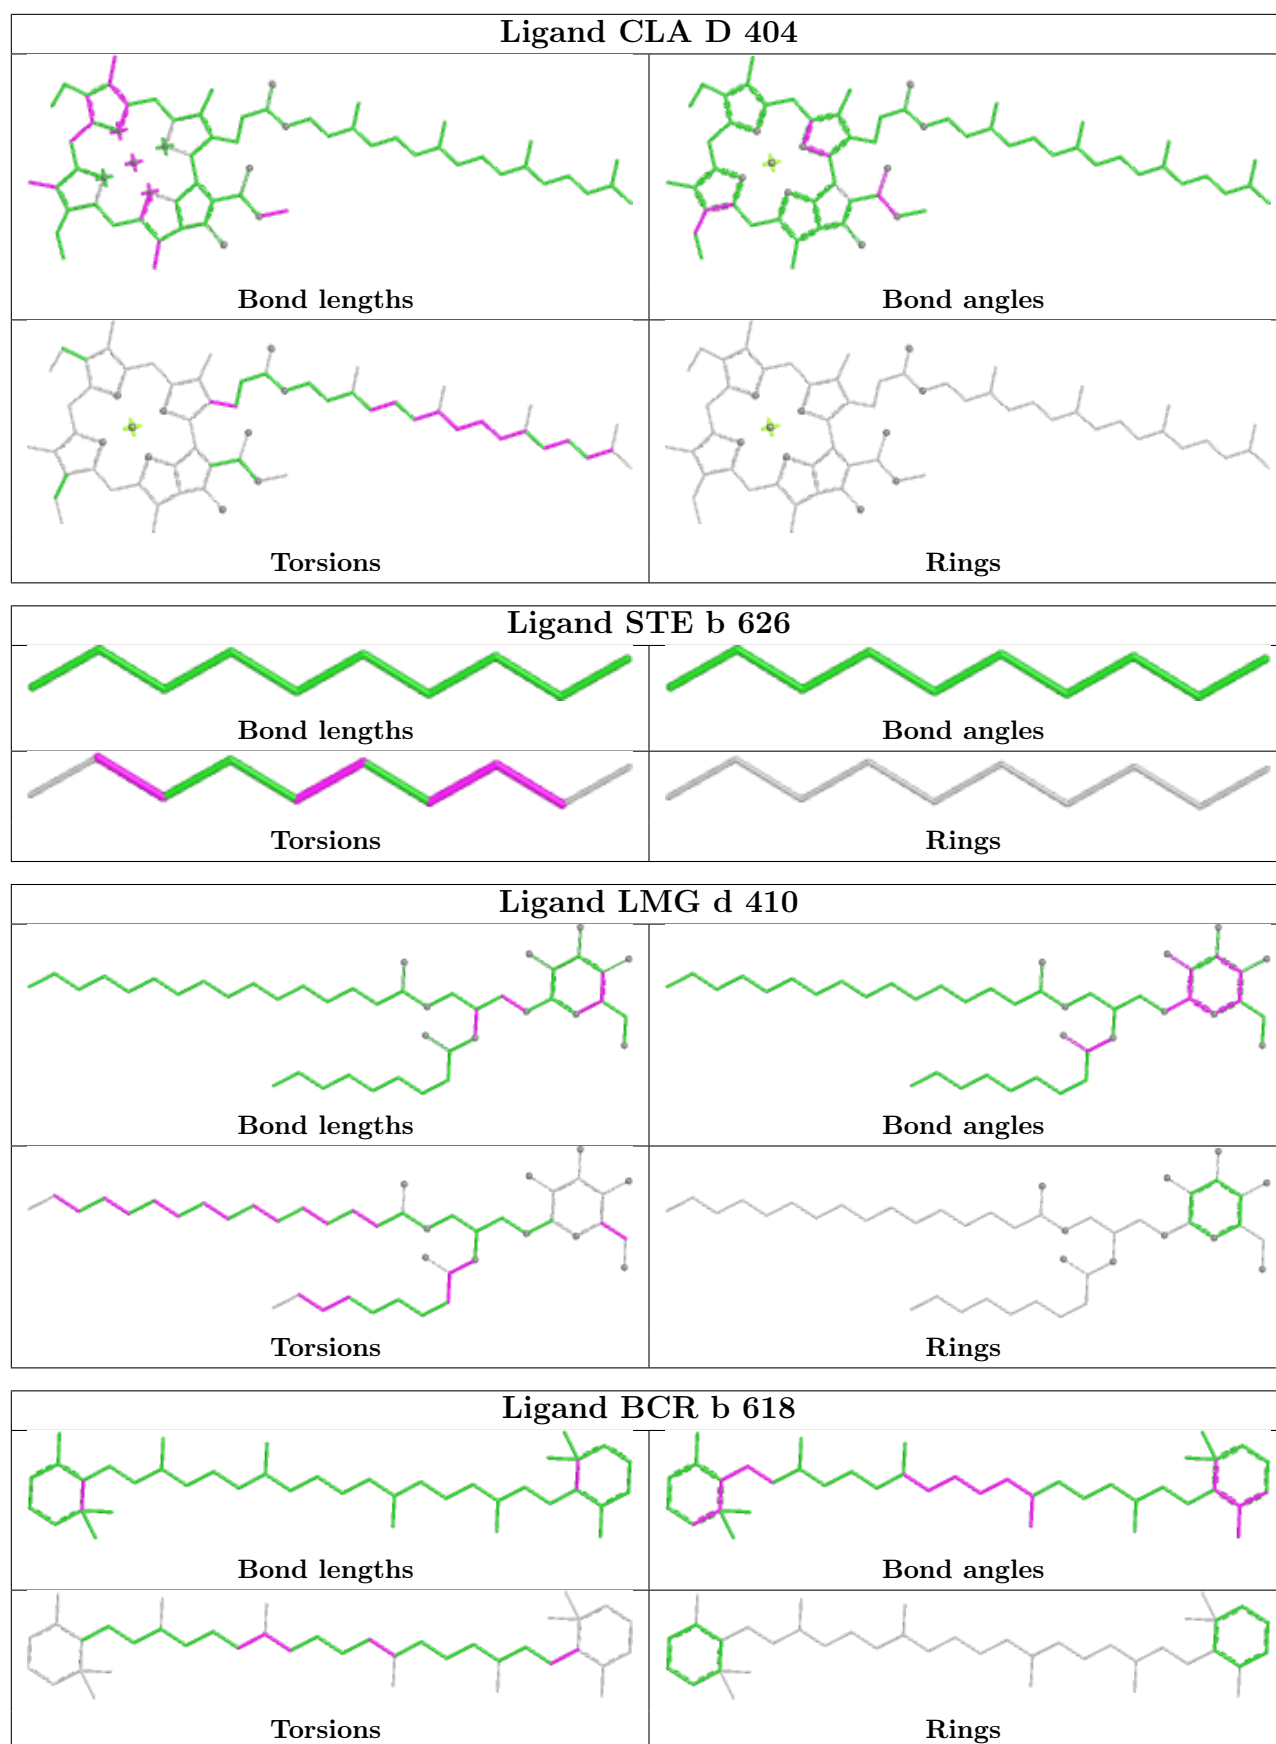 Ligand CLA D 404
Bond lengths
Bond angles
Torsions
Rings
Ligand STE b 626
Bond lengths
Bond angles
Torsions
Rings
Ligand LMG d 410
Bond lengths
Bond angles
Torsions
Rings
Ligand BCR b 618
Bond lengths
Bond angles
Torsions
Rings